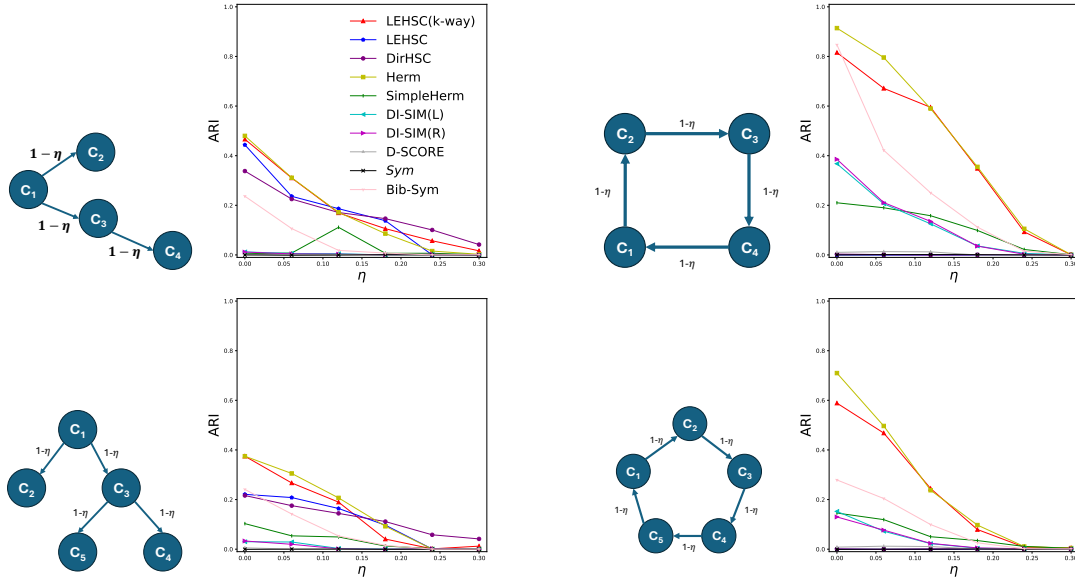 C₁
C₂
C₃
C₄
1 − η
1 − η
1 − η
ARI
1.0
0.8
0.6
0.4
0.2
0.0
0.00 0.05 0.10 0.15 0.20 0.25 0.30
η
LEHSC(k-way)
LEHSC
DirHSC
Herm
SimpleHerm
DI-SIM(L)
DI-SIM(R)
D-SCORE
Sym
Bib-Sym
C₂
C₃
C₁
C₄
1-η
1-η
1-η
1-η
ARI
1.0
0.8
0.6
0.4
0.2
0.0
0.00 0.05 0.10 0.15 0.20 0.25 0.30
η
C₁
C₂
C₃
C₅
C₄
1-η
1-η
1-η
1-η
ARI
1.0
0.8
0.6
0.4
0.2
0.0
0.00 0.05 0.10 0.15 0.20 0.25 0.30
η
C₂
C₁
C₃
C₅
C₄
1-η
1-η
1-η
1-η
1-η
ARI
1.0
0.8
0.6
0.4
0.2
0.0
0.00 0.05 0.10 0.15 0.20 0.25 0.30
η